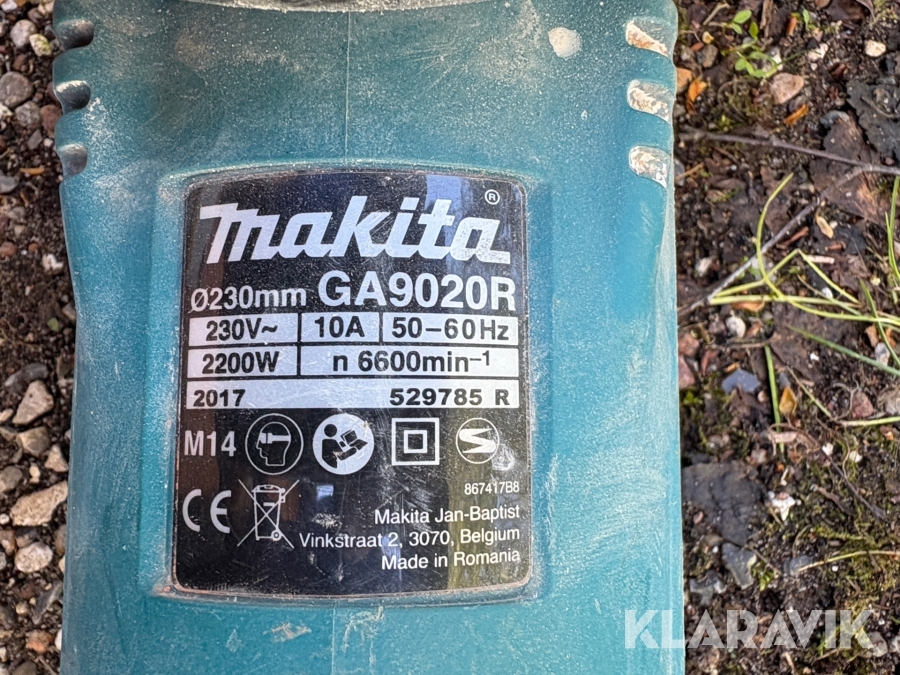 Makita®
Ø230mm GA9020R
230V~ 10A 50-60Hz
2200W n 6600min⁻¹
2017 529785 R
M14
867417B8
CE
Makita Jan-Baptist
Vinkstraat 2, 3070, Belgium
Made in Romania
KLARAVIK